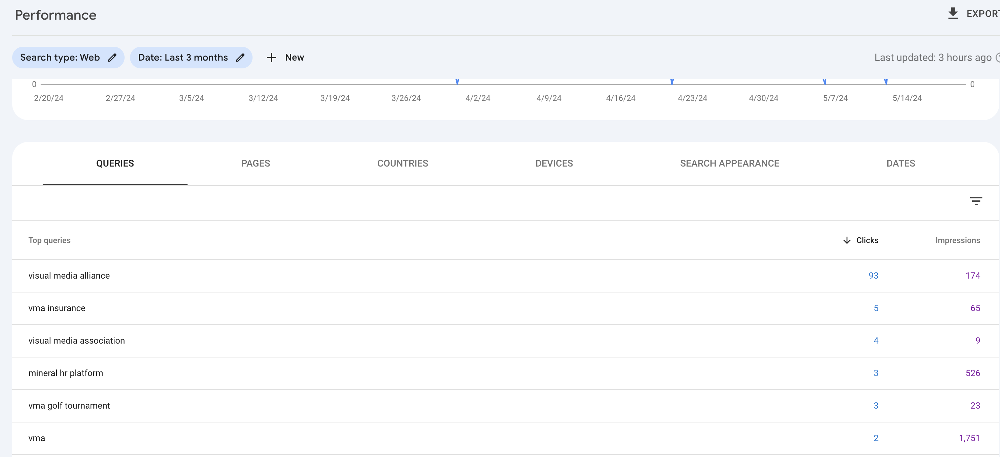 Performance
EXPORT
Search type: Web
Date: Last 3 months
New
Last updated: 3 hours ago
0
0
2/20/24 2/27/24 3/5/24 3/12/24 3/19/24 3/26/24 4/2/24 4/9/24 4/16/24 4/23/24 4/30/24 5/7/24 5/14/24
QUERIES PAGES COUNTRIES DEVICES SEARCH APPEARANCE DATES
Top queries Clicks Impressions
visual media alliance 93 174
vma insurance 5 65
visual media association 4 9
mineral hr platform 3 526
vma golf tournament 3 23
vma 2 1,751